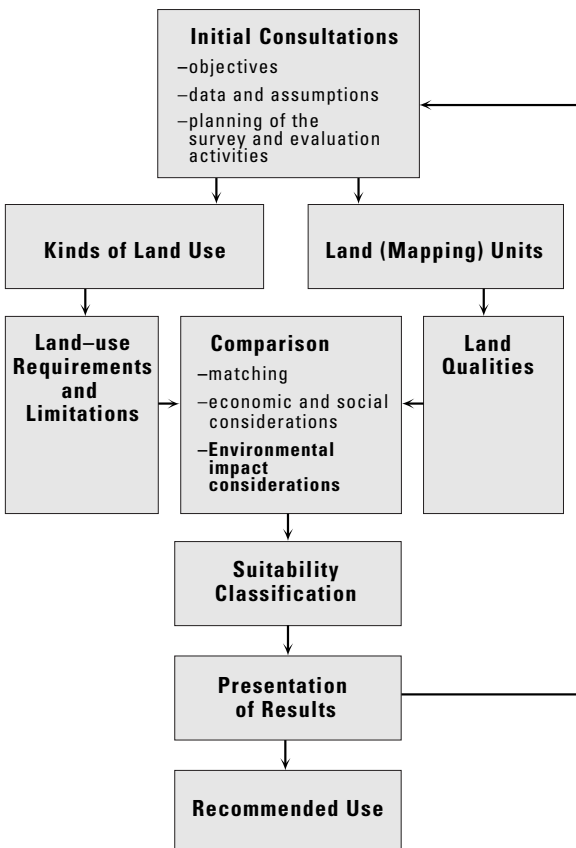 Initial Consultations
–objectives
–data and assumptions
–planning of the
survey and evaluation
activities
Kinds of Land Use
Land (Mapping) Units
Land–use
Requirements
and
Limitations
Comparison
–matching
–economic and social
considerations
–Environmental
impact
considerations
Land
Qualities
Suitability
Classification
Presentation
of Results
Recommended Use